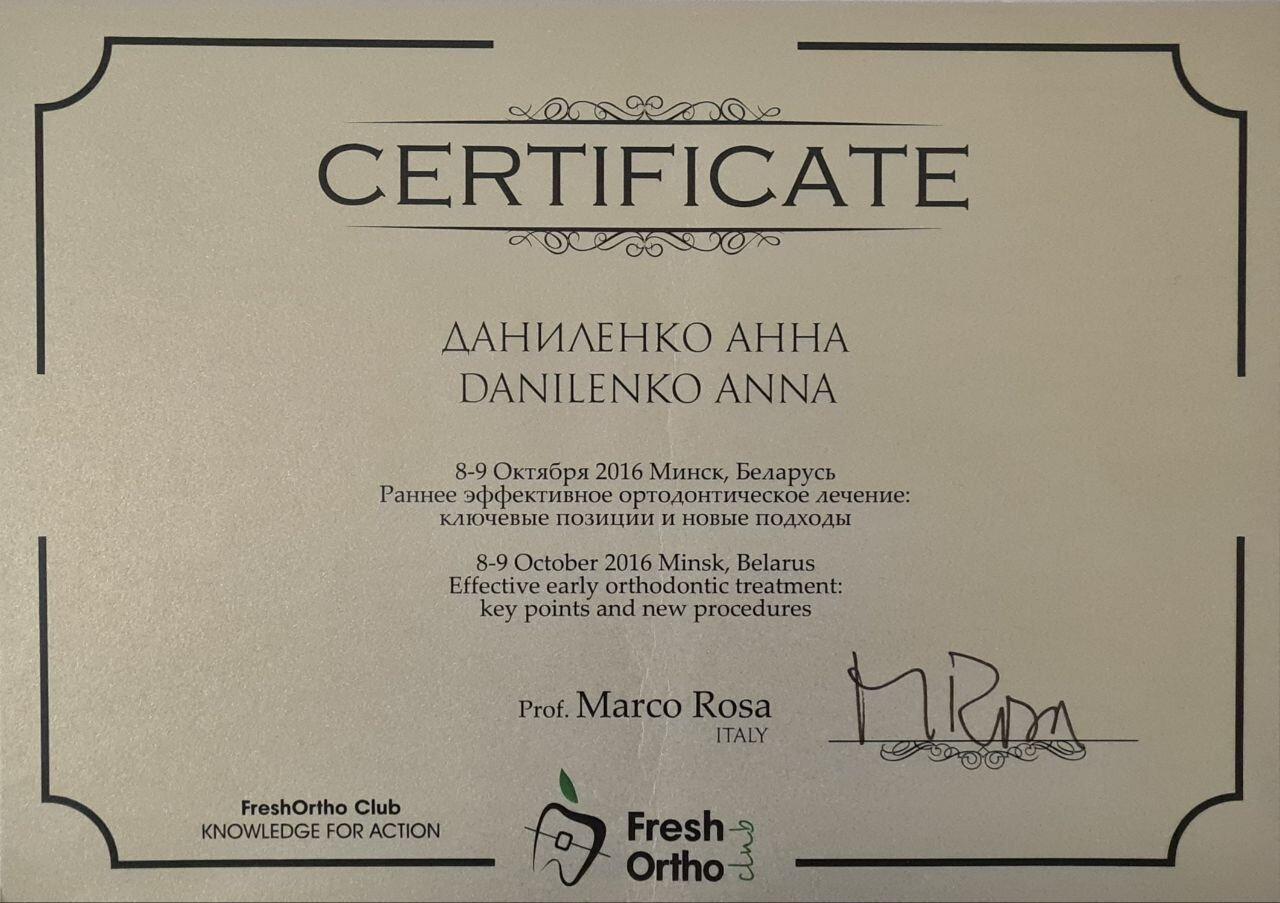 CERTIFICATE
ДАНИЛЕНКО АННА
DANILENKO ANNA
8-9 Октября 2016 Минск, Беларусь
Раннее эффективное ортодонтическое лечение:
ключевые позиции и новые подходы
8-9 October 2016 Minsk, Belarus
Effective early orthodontic treatment:
key points and new procedures
Prof. Marco Rosa
ITALY
M Rosa
FreshOrtho Club
KNOWLEDGE FOR ACTION
Fresh
Ortho
club